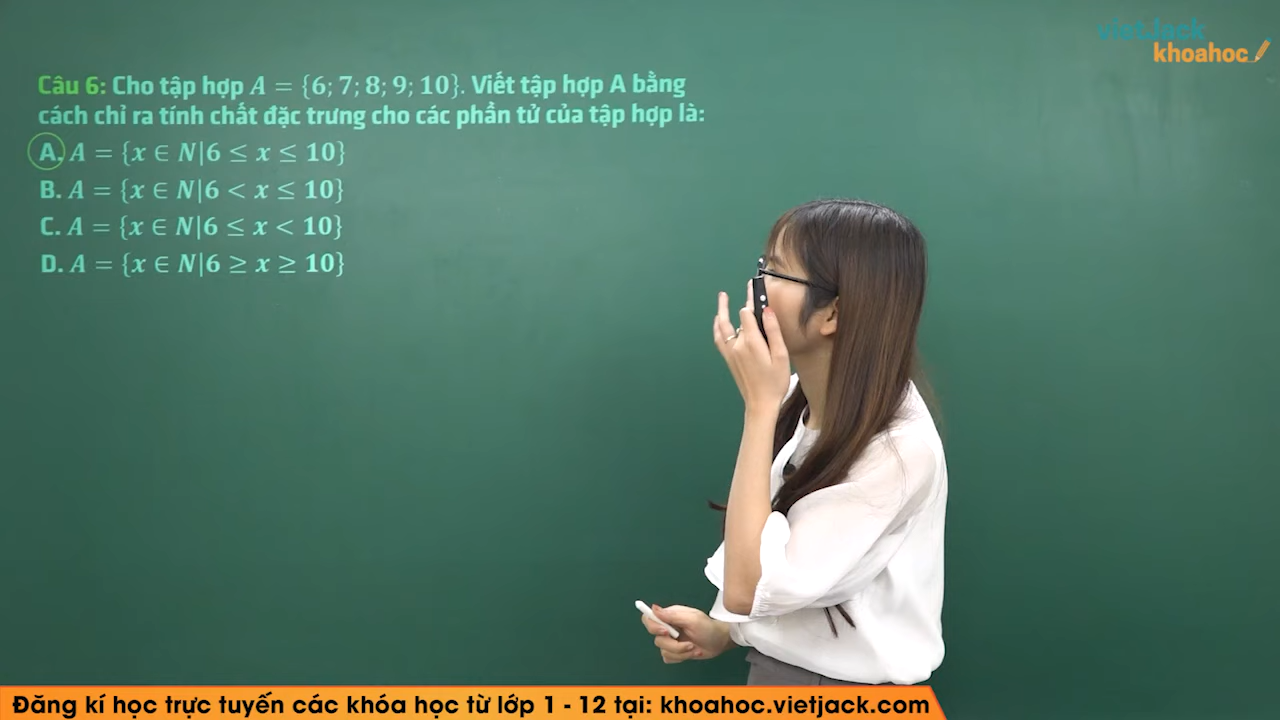 vietJack
khoahoc
Câu 6: Cho tập hợp A = {6; 7; 8; 9; 10}. Viết tập hợp A bằng
cách chỉ ra tính chất đặc trưng cho các phần tử của tập hợp là:
A. A = {x ∈ N|6 ≤ x ≤ 10}
B. A = {x ∈ N|6 < x ≤ 10}
C. A = {x ∈ N|6 ≤ x < 10}
D. A = {x ∈ N|6 ≥ x ≥ 10}
Đăng kí học trực tuyến các khóa học từ lớp 1 - 12 tại: khoahoc.vietjack.com